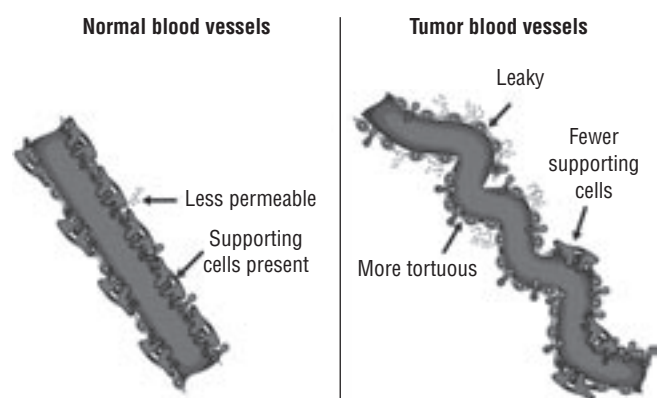 Normal blood vessels
Less permeable
Supporting
cells present
Tumor blood vessels
Leaky
Fewer
supporting
cells
More tortuous